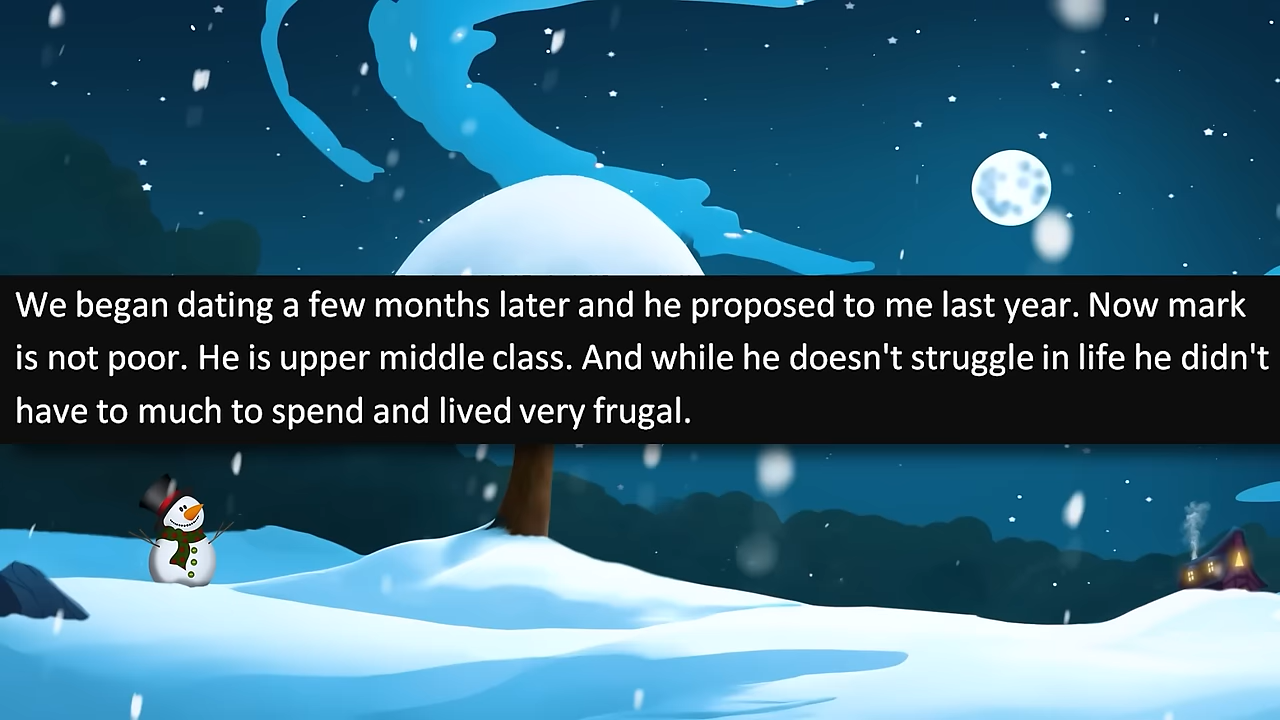 We began dating a few months later and he proposed to me last year. Now mark
is not poor. He is upper middle class. And while he doesn't struggle in life he didn't
have to much to spend and lived very frugal.